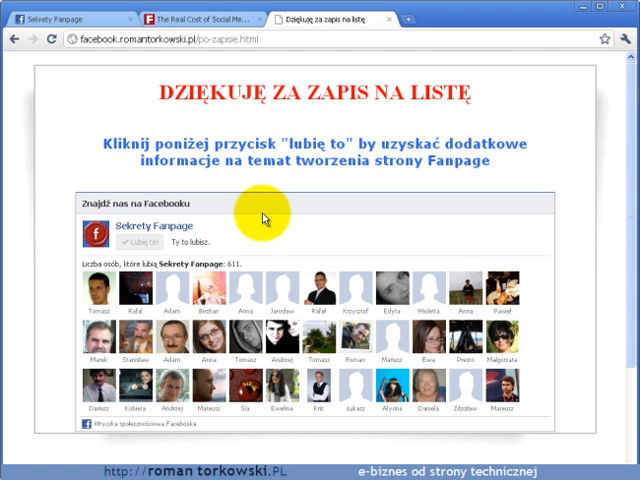 Sekrety Fanpage
The Real Cost of Social Me...
Dziękuję za zapis na listę
facebook.romantorkowski.pl/po-zapisie.html
DZIĘKUJĘ ZA ZAPIS NA LISTĘ
Kliknij poniżej przycisk "lubię to" by uzyskać dodatkowe
informacje na temat tworzenia strony Fanpage
Znajdź nas na Facebooku
Sekrety Fanpage
Lubię to! Ty to lubisz.
Liczba osób, które lubią Sekrety Fanpage: 611.
Tomasz Rafal Adam Anna Jarosław Rafał Krzysztof Edyta Wioletta Anna Paweł
Marek Stanisław Adam Anna Tomasz Andrzej Tomasz Roman Mariusz Ewa Presto Małgorzata
Dariusz Kobieta Andrzej Mateusz Sia Ewelina Kris Łukasz Alyona Daniela Zdzisław Mateusz
Wtyczka społecznościowa Facebooka
http://roman torkowski.PL e-biznes od strony technicznej